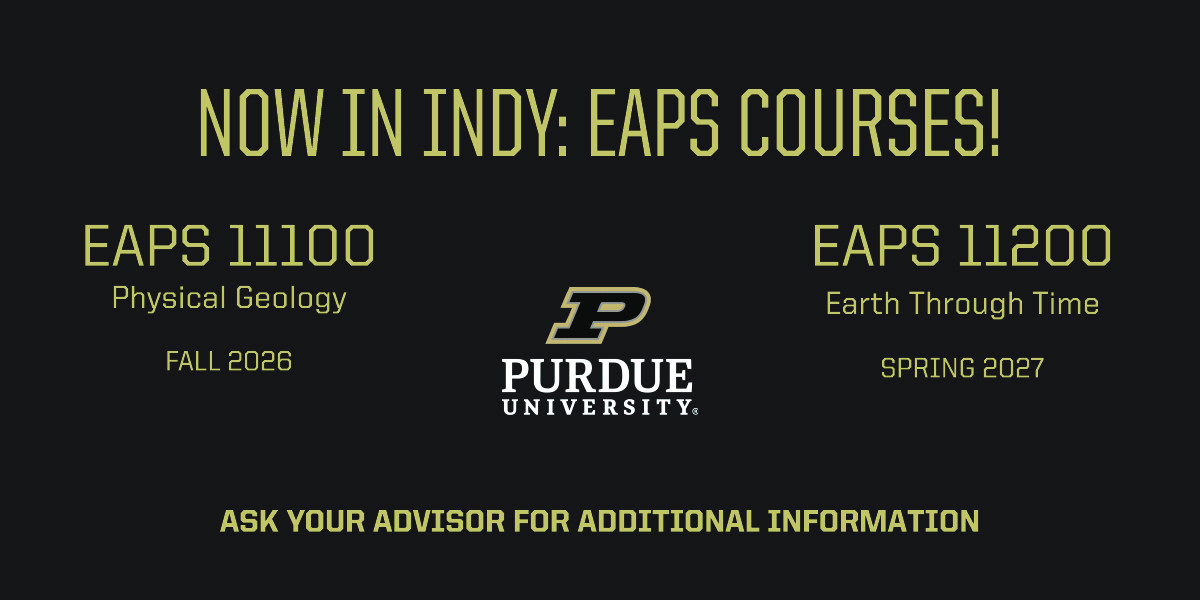 NOW IN INDY: EAPS COURSES!
EAPS 11100
Physical Geology
FALL 2026
P
PURDUE
UNIVERSITY
EAPS 11200
Earth Through Time
SPRING 2027
ASK YOUR ADVISOR FOR ADDITIONAL INFORMATION